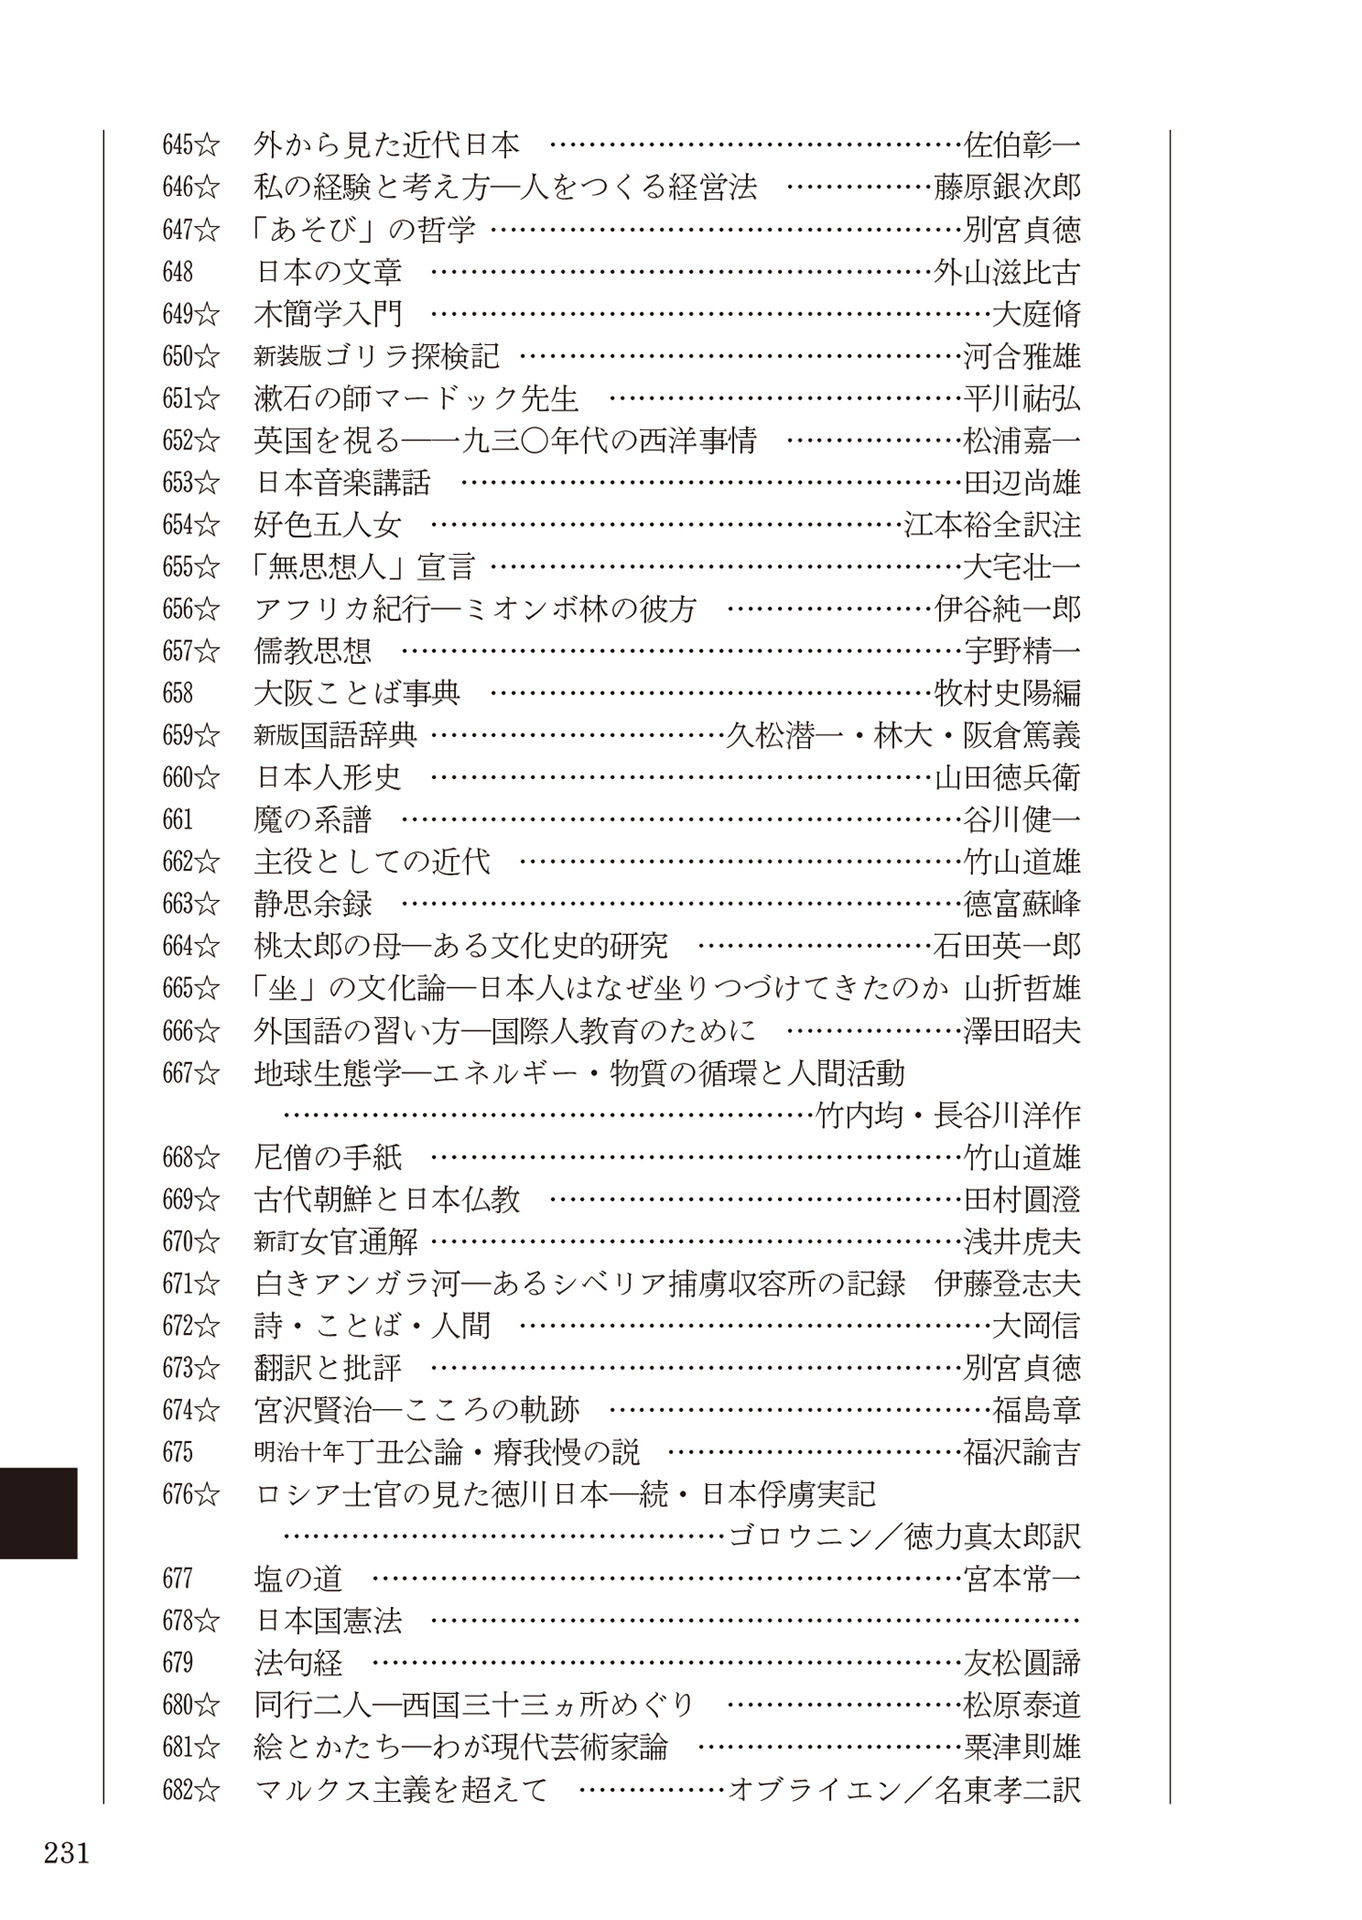 645☆ 外から見た近代日本 ……………………………………佐伯彰一
646☆ 私の経験と考え方―人をつくる経営法 ……………藤原銀次郎
647☆ 「あそび」の哲学 …………………………………………別宮貞徳
648 日本の文章 ……………………………………………外山滋比古
649☆ 木簡学入門 …………………………………………………大庭脩
650☆ 新装版ゴリラ探検記 ………………………………………河合雅雄
651☆ 漱石の師マードック先生 ………………………………平川祐弘
652☆ 英国を視る―一九三〇年代の西洋事情 ………………松浦嘉一
653☆ 日本音楽講話 ……………………………………………田辺尚雄
654☆ 好色五人女 …………………………………………江本裕全訳注
655☆ 「無思想人」宣言 …………………………………………大宅壮一
656☆ アフリカ紀行―ミオンボ林の彼方 …………………伊谷純一郎
657☆ 儒教思想 …………………………………………………宇野精一
658 大阪ことば事典 ………………………………………牧村史陽編
659☆ 新版国語辞典 …………………………久松潜一・林大・阪倉篤義
660☆ 日本人形史 ……………………………………………山田徳兵衛
661 魔の系譜 …………………………………………………谷川健一
662☆ 主役としての近代 ………………………………………竹山道雄
663☆ 静思余録 …………………………………………………德富蘇峰
664☆ 桃太郎の母―ある文化史的研究 ……………………石田英一郎
665☆ 「坐」の文化論―日本人はなぜ坐りつづけてきたのか 山折哲雄
666☆ 外国語の習い方―国際人教育のために ………………澤田昭夫
667☆ 地球生態学―エネルギー・物質の循環と人間活動
………………………………………………竹内均・長谷川洋作
668☆ 尼僧の手紙 ………………………………………………竹山道雄
669☆ 古代朝鮮と日本仏教 ……………………………………田村圓澄
670☆ 新訂女官通解 ………………………………………………浅井虎夫
671☆ 白きアンガラ河―あるシベリア捕虜収容所の記録 伊藤登志夫
672☆ 詩・ことば・人間 …………………………………………大岡信
673☆ 翻訳と批評 ………………………………………………別宮貞徳
674☆ 宮沢賢治―こころの軌跡 …………………………………福島章
675 明治十年丁丑公論・瘠我慢の説 …………………………福沢諭吉
676☆ ロシア士官の見た徳川日本―続・日本俘虜実記
………………………………………ゴロウニン／徳力真太郎訳
677 塩の道 ……………………………………………………宮本常一
678☆ 日本国憲法 …………………………………………………………
679 法句経 ……………………………………………………友松圓諦
680☆ 同行二人―西国三十三ヵ所めぐり ……………………松原泰道
681☆ 絵とかたち―わが現代芸術家論 ………………………粟津則雄
682☆ マルクス主義を超えて ……………オブライエン／名東孝二訳
231